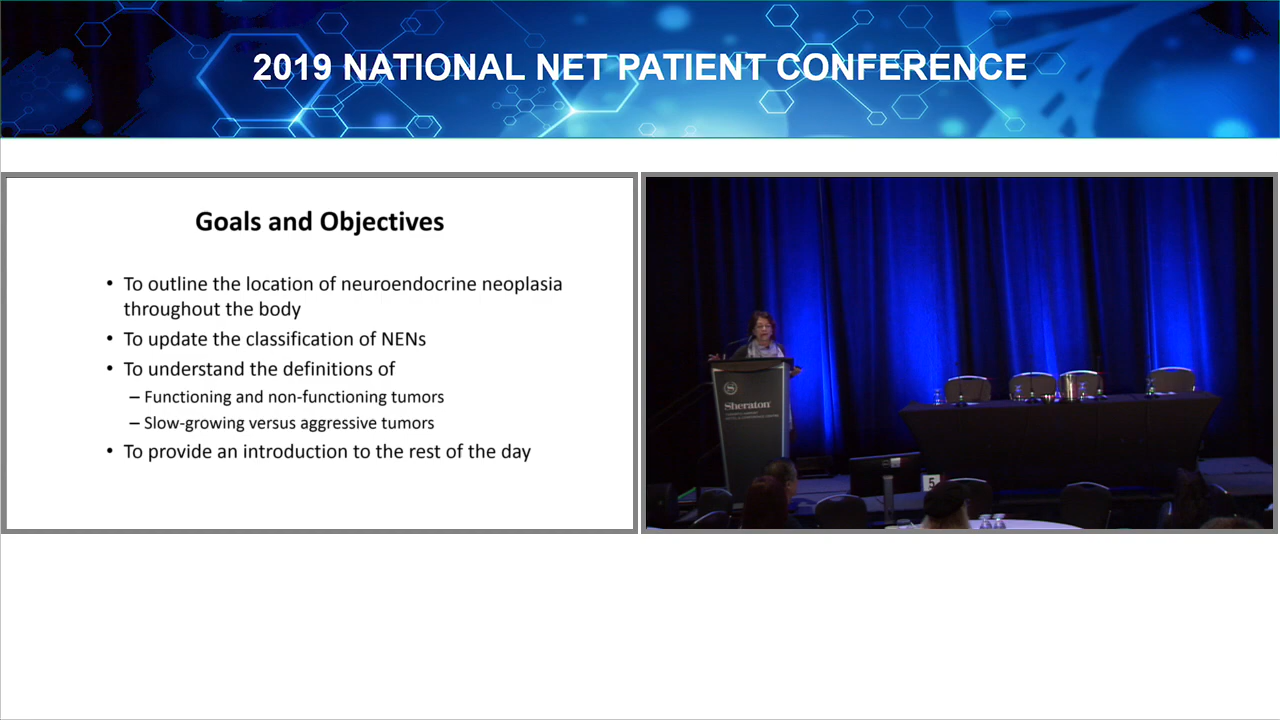 2019 NATIONAL NET PATIENT CONFERENCE
Goals and Objectives
• To outline the location of neuroendocrine neoplasia
throughout the body
• To update the classification of NENs
• To understand the definitions of
– Functioning and non-functioning tumors
– Slow-growing versus aggressive tumors
• To provide an introduction to the rest of the day
Sheraton
5